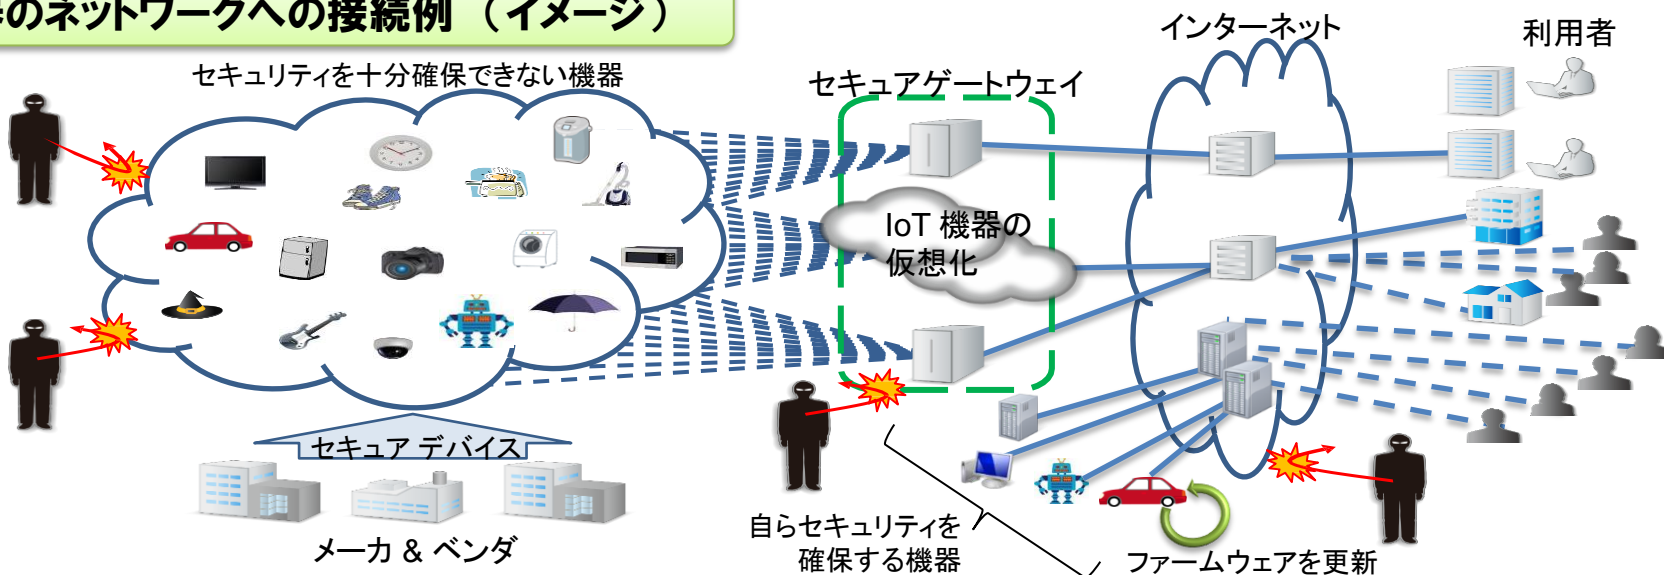 のネットワークへの接続例 (イメージ)
インターネット
利用者
セキュリティを十分確保できない機器
セキュアゲートウェイ
IoT 機器の
仮想化
セキュア デバイス
メーカ & ベンダ
自らセキュリティを
確保する機器
ファームウェアを更新